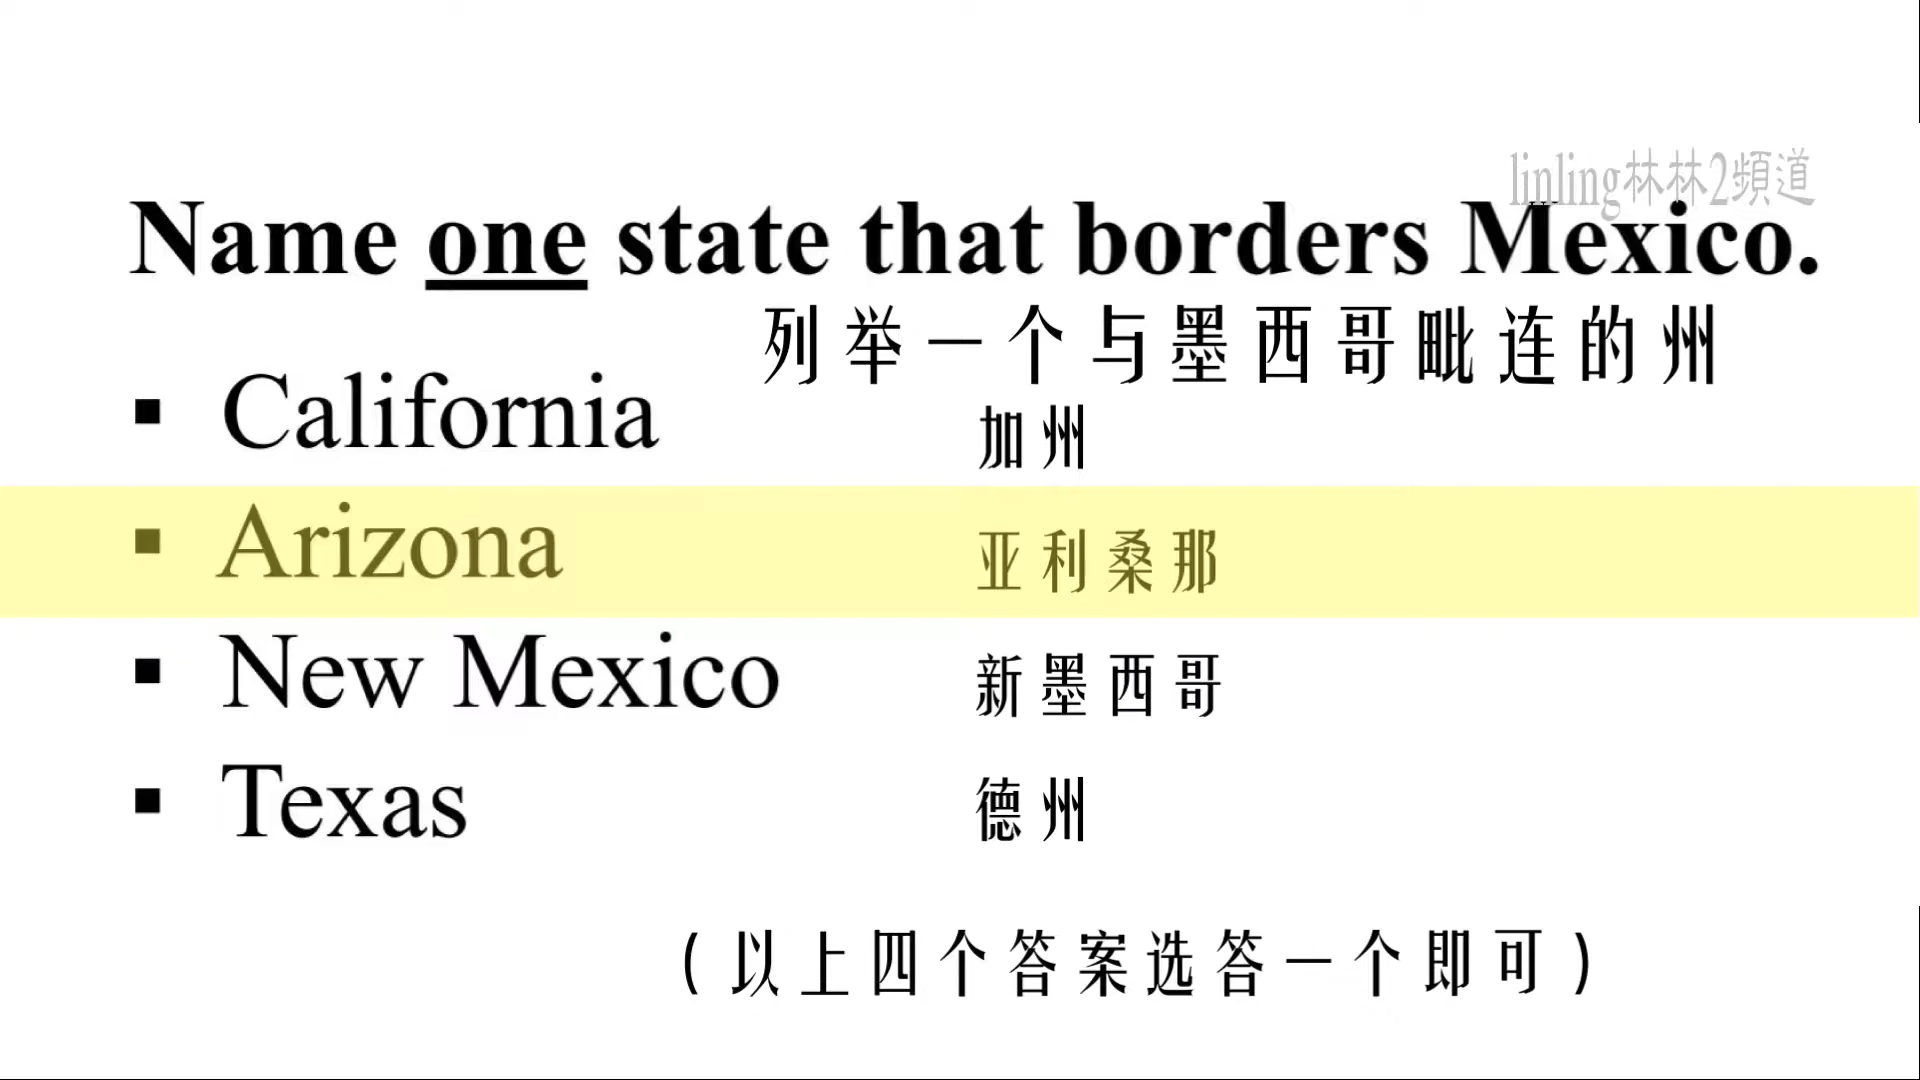 linling林林2頻道
Name one state that borders Mexico.
列举一个与墨西哥毗连的州
▪ California 加州
▪ Arizona 亚利桑那
▪ New Mexico 新墨西哥
▪ Texas 德州
(以上四个答案选答一个即可)